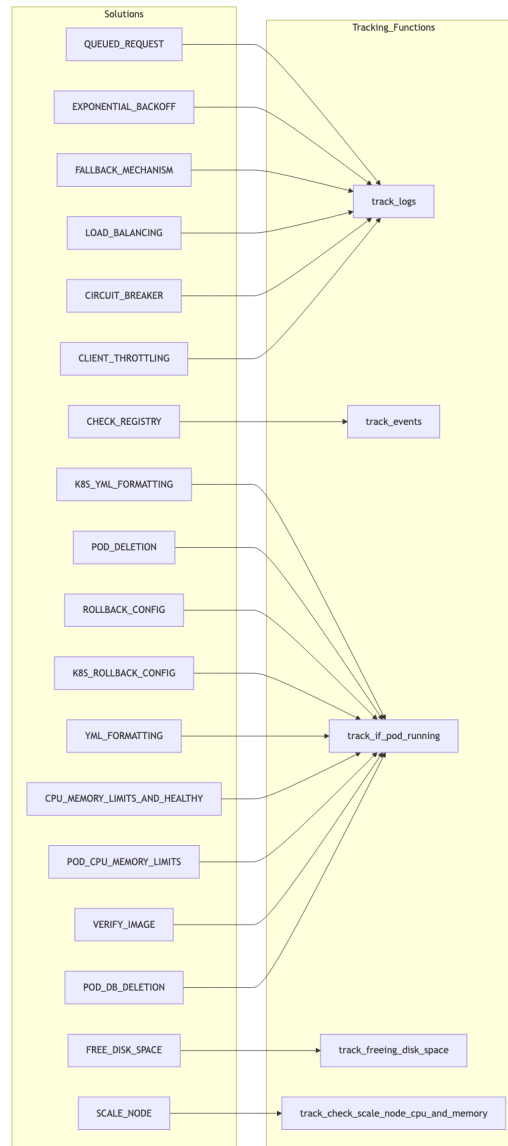 Solutions
Tracking_Functions
QUEUED_REQUEST
EXPONENTIAL_BACKOFF
FALLBACK_MECHANISM
track_logs
LOAD_BALANCING
CIRCUIT_BREAKER
CLIENT_THROTTLING
CHECK_REGISTRY
track_events
K8S_YML_FORMATTING
POD_DELETION
ROLLBACK_CONFIG
K8S_ROLLBACK_CONFIG
YML_FORMATTING
track_if_pod_running
CPU_MEMORY_LIMITS_AND_HEALTHY
POD_CPU_MEMORY_LIMITS
VERIFY_IMAGE
POD_DB_DELETION
FREE_DISK_SPACE
track_freeing_disk_space
SCALE_NODE
track_check_scale_node_cpu_and_memory